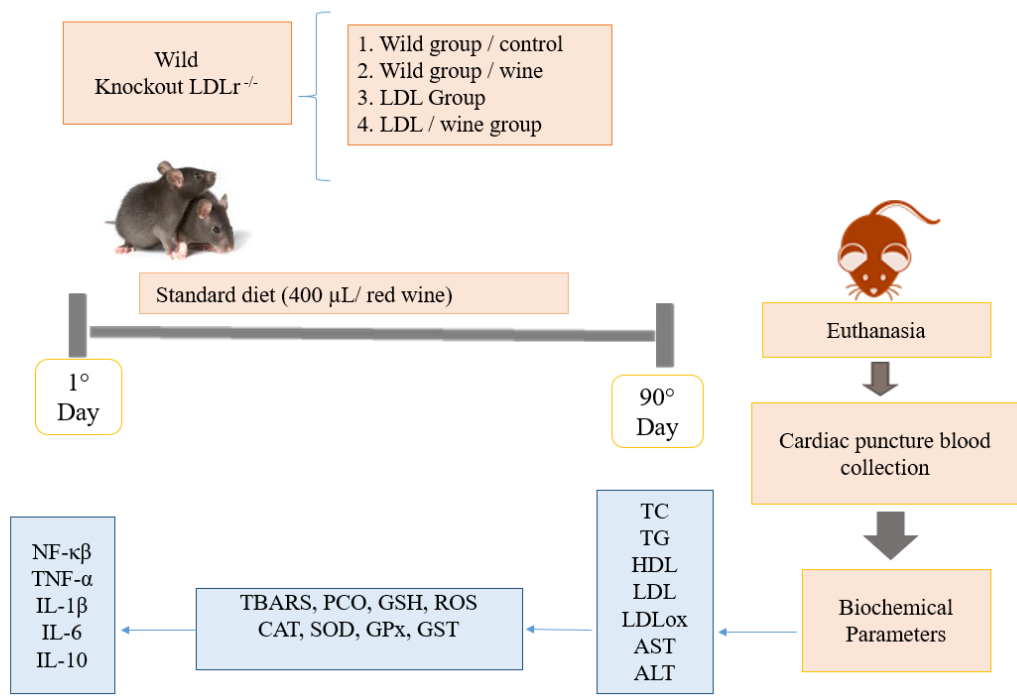 Wild
Knockout LDLr -/-
1. Wild group / control
2. Wild group / wine
3. LDL Group
4. LDL / wine group
Standard diet (400 µL/ red wine)
1°
Day
90°
Day
Euthanasia
Cardiac puncture blood
collection
Biochemical
Parameters
TC
TG
HDL
LDL
LDLox
AST
ALT
TBARS, PCO, GSH, ROS
CAT, SOD, GPx, GST
NF-κβ
TNF-α
IL-1β
IL-6
IL-10